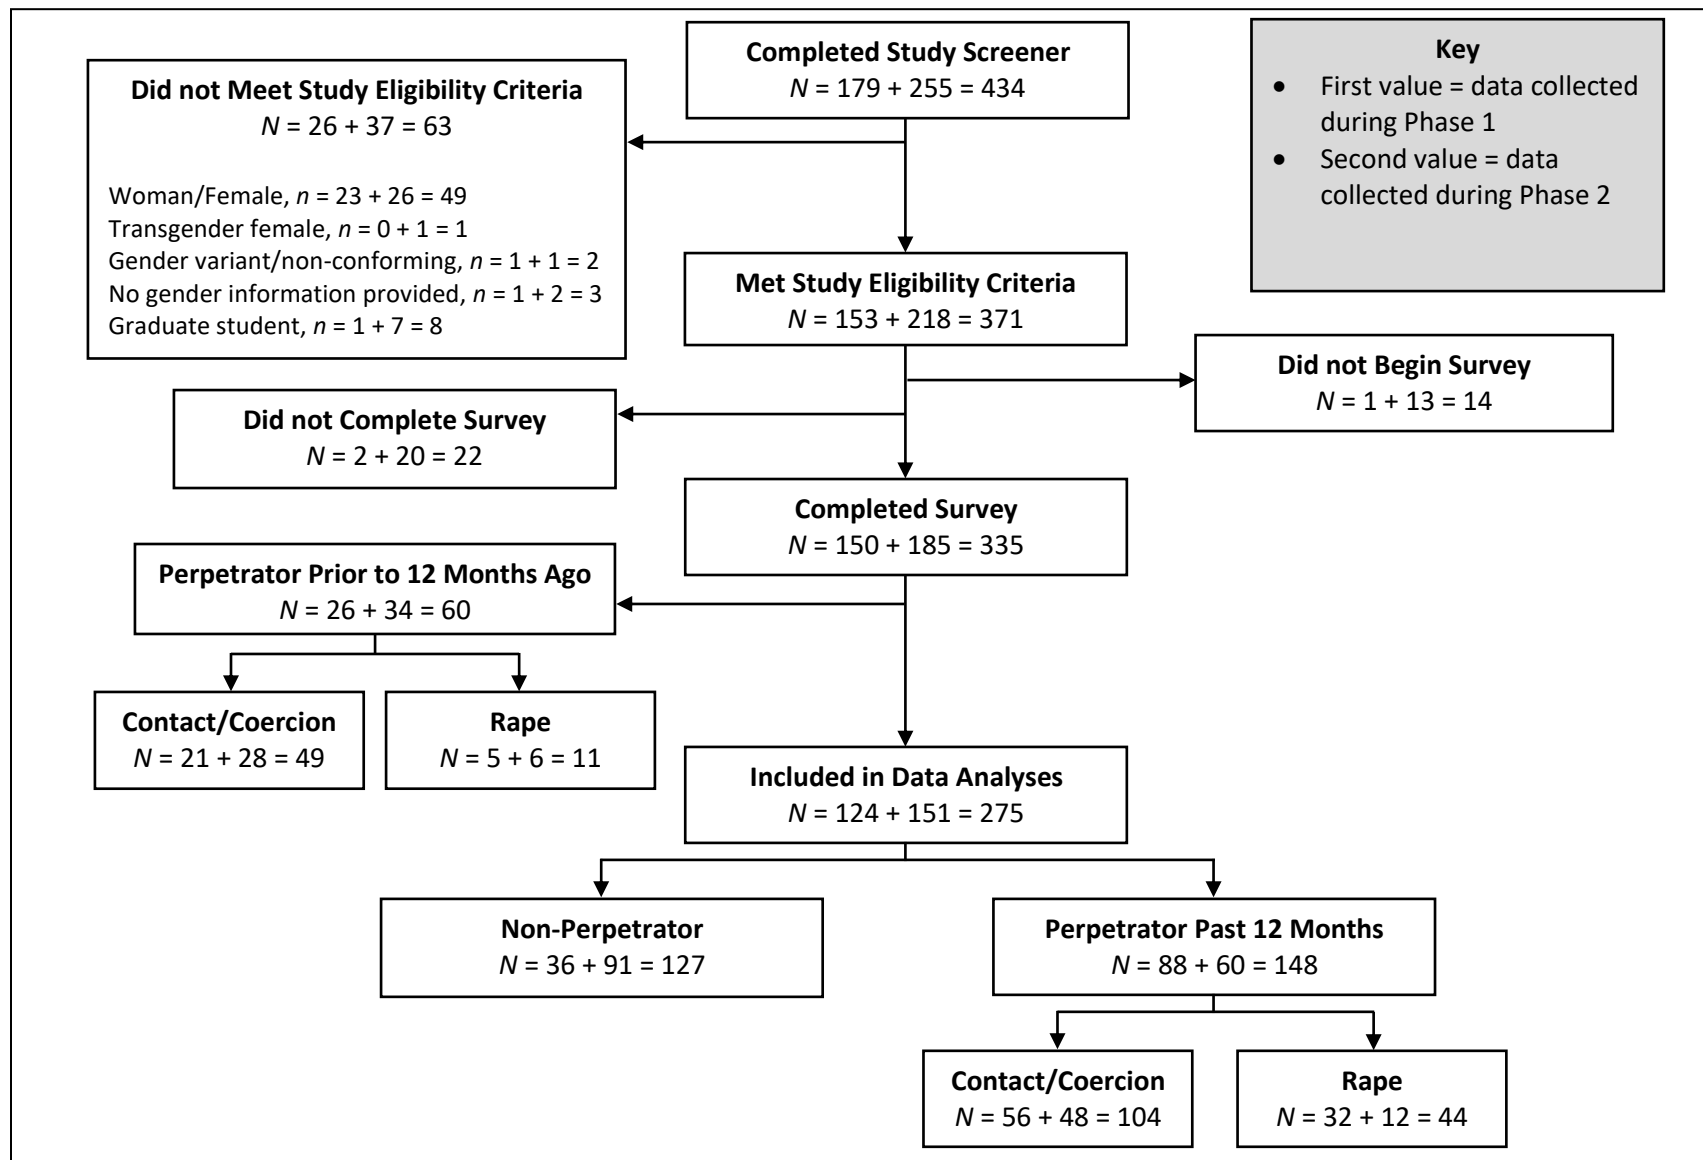 Completed Study Screener
N = 179 + 255 = 434
Key
• First value = data collected
during Phase 1
• Second value = data
collected during Phase 2
Did not Meet Study Eligibility Criteria
N = 26 + 37 = 63
Woman/Female, n = 23 + 26 = 49
Transgender female, n = 0 + 1 = 1
Gender variant/non-conforming, n = 1 + 1 = 2
No gender information provided, n = 1 + 2 = 3
Graduate student, n = 1 + 7 = 8
Met Study Eligibility Criteria
N = 153 + 218 = 371
Did not Begin Survey
N = 1 + 13 = 14
Did not Complete Survey
N = 2 + 20 = 22
Completed Survey
N = 150 + 185 = 335
Perpetrator Prior to 12 Months Ago
N = 26 + 34 = 60
Contact/Coercion
N = 21 + 28 = 49
Rape
N = 5 + 6 = 11
Included in Data Analyses
N = 124 + 151 = 275
Non-Perpetrator
N = 36 + 91 = 127
Perpetrator Past 12 Months
N = 88 + 60 = 148
Contact/Coercion
N = 56 + 48 = 104
Rape
N = 32 + 12 = 44